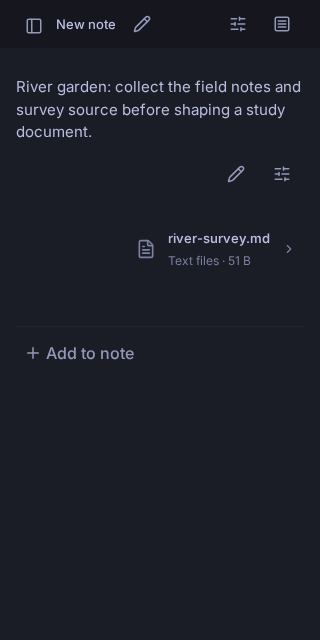 New note
River garden: collect the field notes and
survey source before shaping a study
document.
river-survey.md
Text files · 51 B
Add to note